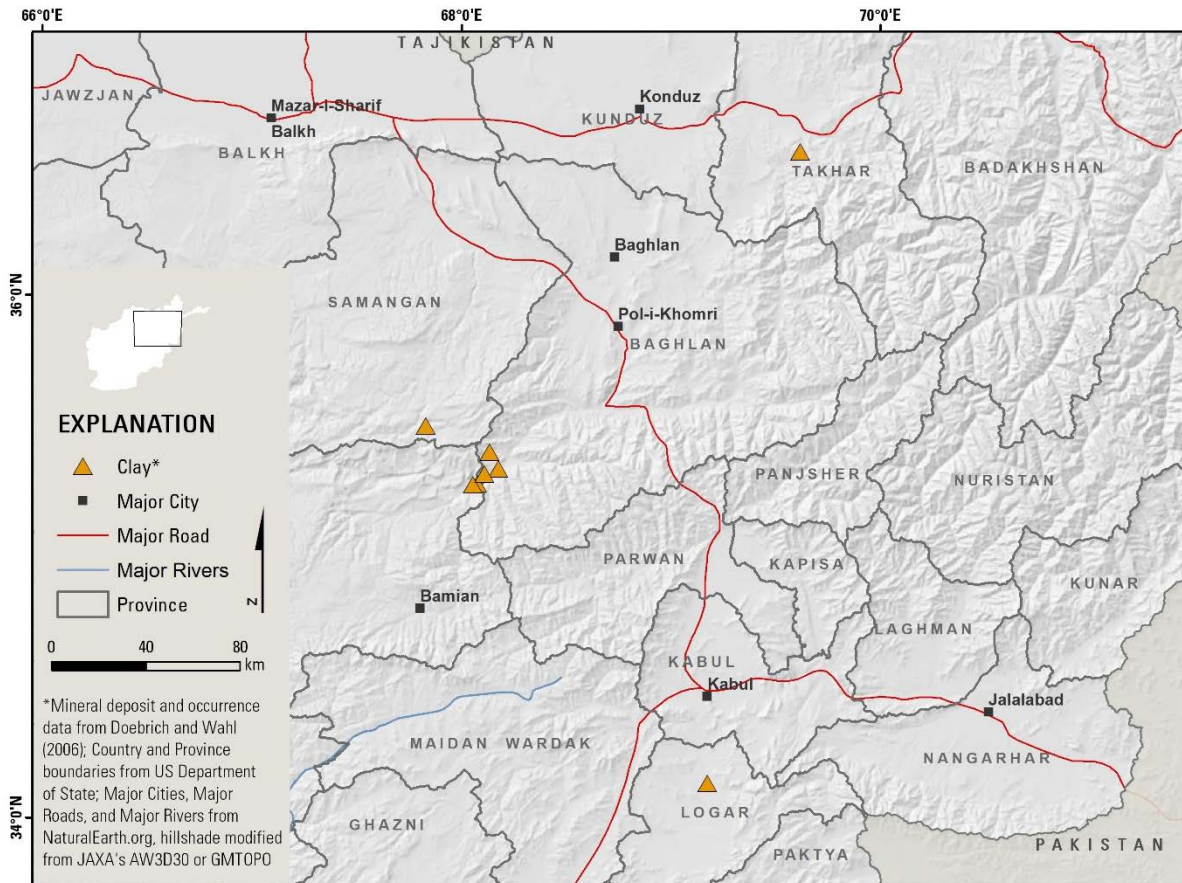 66°0'E
68°0'E
70°0'E
TAJIKISTAN
JAWZJAN
Mazar-I-Sharif
Balkh
BALKH
Konduz
KUNDUZ
TAKHAR
BADAKHSHAN
Baghlan
36°0'N
36°0'N
SAMANGAN
Pol-i-Khomri
BAGHLAN
PANJSHER
NURISTAN
PARWAN
KAPISA
KUNAR
Bamian
LAGHMAN
KABUL
Kabul
Jalalabad
MAIDAN WARDAK
NANGARHAR
LOGAR
34°0'N
34°0'N
GHAZNI
PAKTYA
PAKISTAN
EXPLANATION
Clay*
Major City
Major Road
Major Rivers
Province
N
0 40 80
km
*Mineral deposit and occurrence
data from Doebrich and Wahl
(2006); Country and Province
boundaries from US Department
of State; Major Cities, Major
Roads, and Major Rivers from
NaturalEarth.org, hillshade modified
from JAXA's AW3D30 or GMTOPO